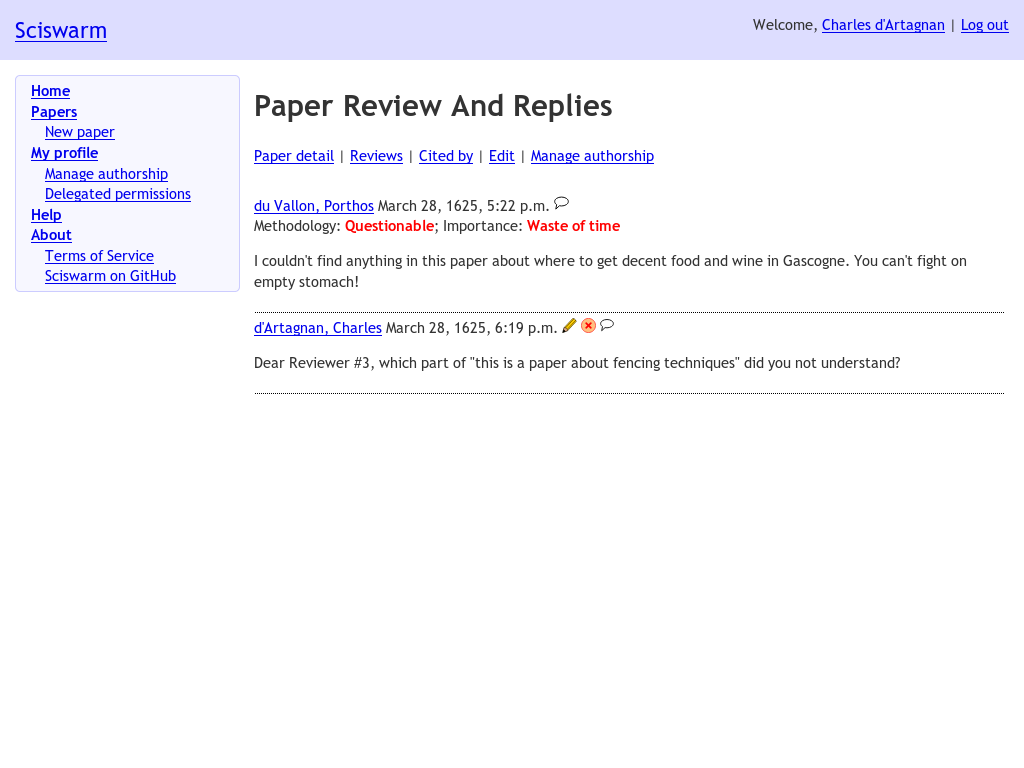 Sciswarm
Welcome, Charles d'Artagnan | Log out
Home
Papers
New paper
My profile
Manage authorship
Delegated permissions
Help
About
Terms of Service
Sciswarm on GitHub
Paper Review And Replies
Paper detail | Reviews | Cited by | Edit | Manage authorship
du Vallon, Porthos March 28, 1625, 5:22 p.m.
Methodology: Questionable; Importance: Waste of time
I couldn't find anything in this paper about where to get decent food and wine in Gascogne. You can't fight on
empty stomach!
d'Artagnan, Charles March 28, 1625, 6:19 p.m.
Dear Reviewer #3, which part of "this is a paper about fencing techniques" did you not understand?